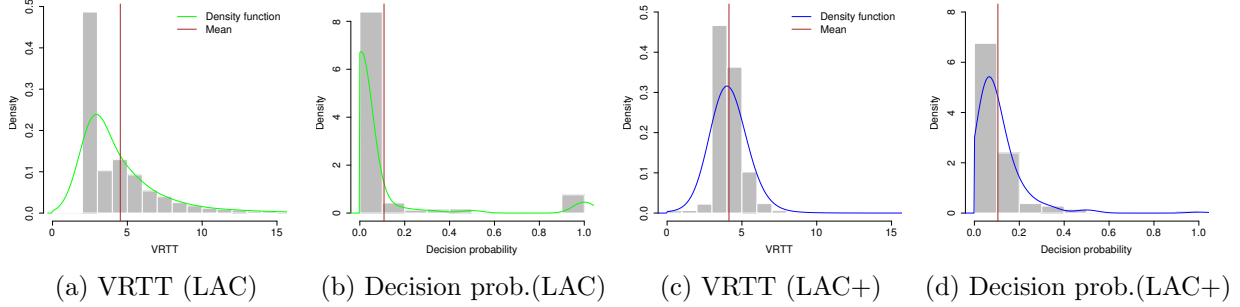 0.5
0.4
0.3
0.2
0.1
0.0
Density
Density function
Mean
0 5 10 15
VRTT
8
6
4
2
0
Density
0.0 0.2 0.4 0.6 0.8 1.0
Decision probability
0.5
0.4
0.3
0.2
0.1
0.0
Density
Density function
Mean
0 5 10 15
VRTT
8
6
4
2
0
Density
0.0 0.2 0.4 0.6 0.8 1.0
Decision probability
(a) VRTT (LAC)
(b) Decision prob.(LAC)
(c) VRTT (LAC+)
(d) Decision prob.(LAC+)